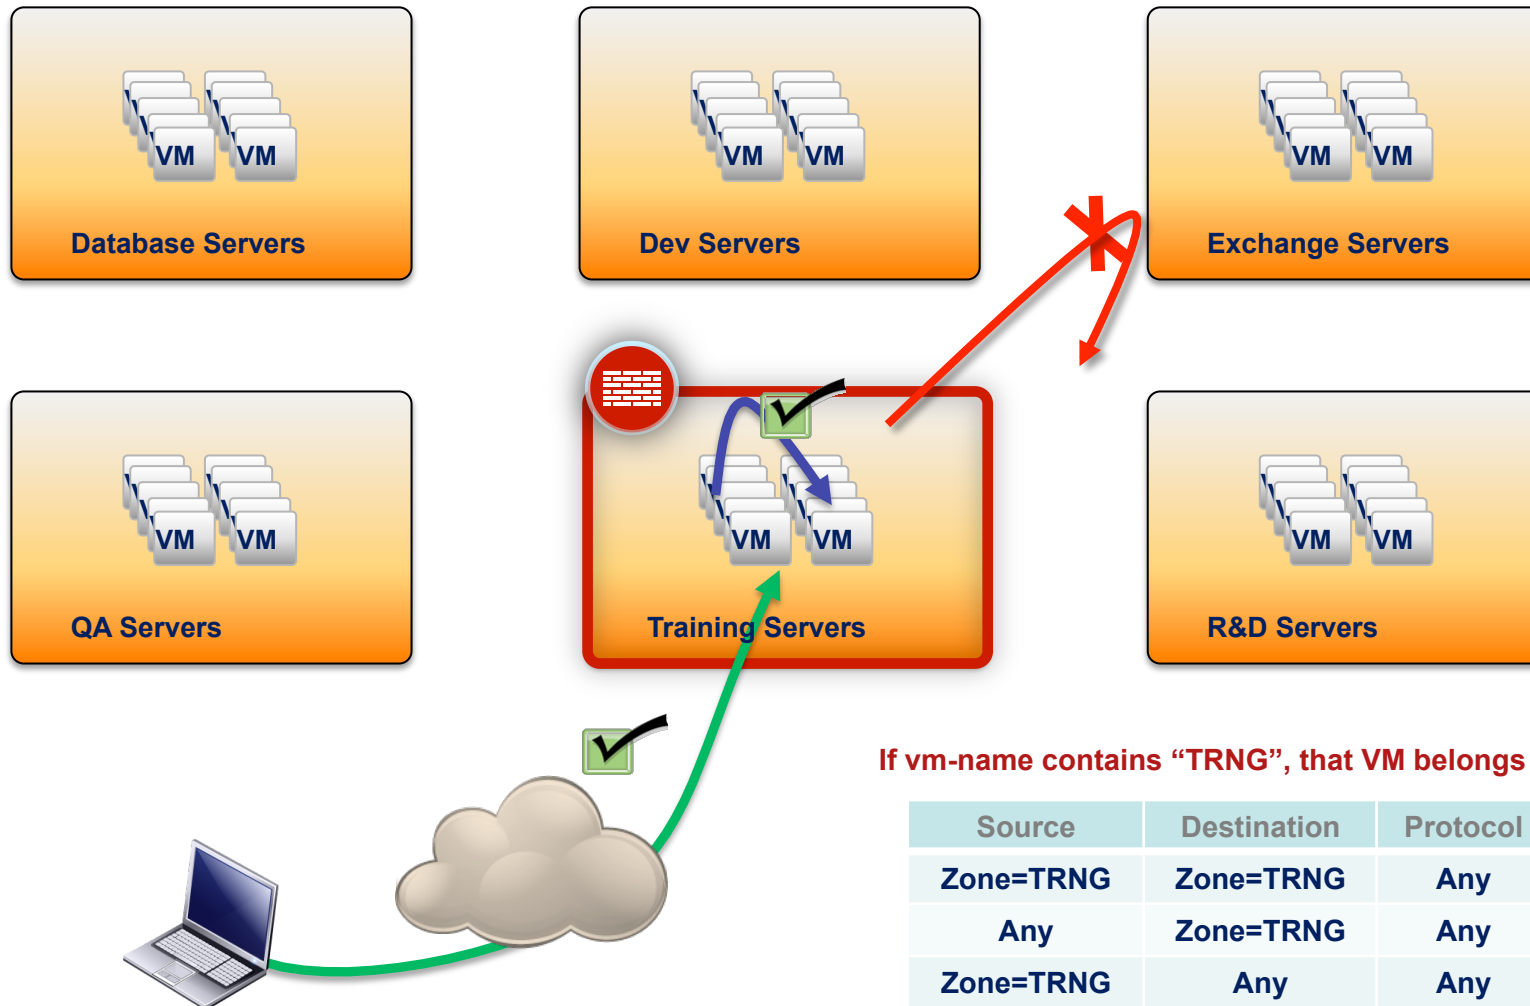 VM VM
Database Servers
VM VM
Dev Servers
VM VM
Exchange Servers
VM VM
QA Servers
VM VM
Training Servers
VM VM
R&D Servers
If vm-name contains “TRNG”, that VM belongs
Source Destination Protocol
Zone=TRNG Zone=TRNG Any
Any Zone=TRNG Any
Zone=TRNG Any Any